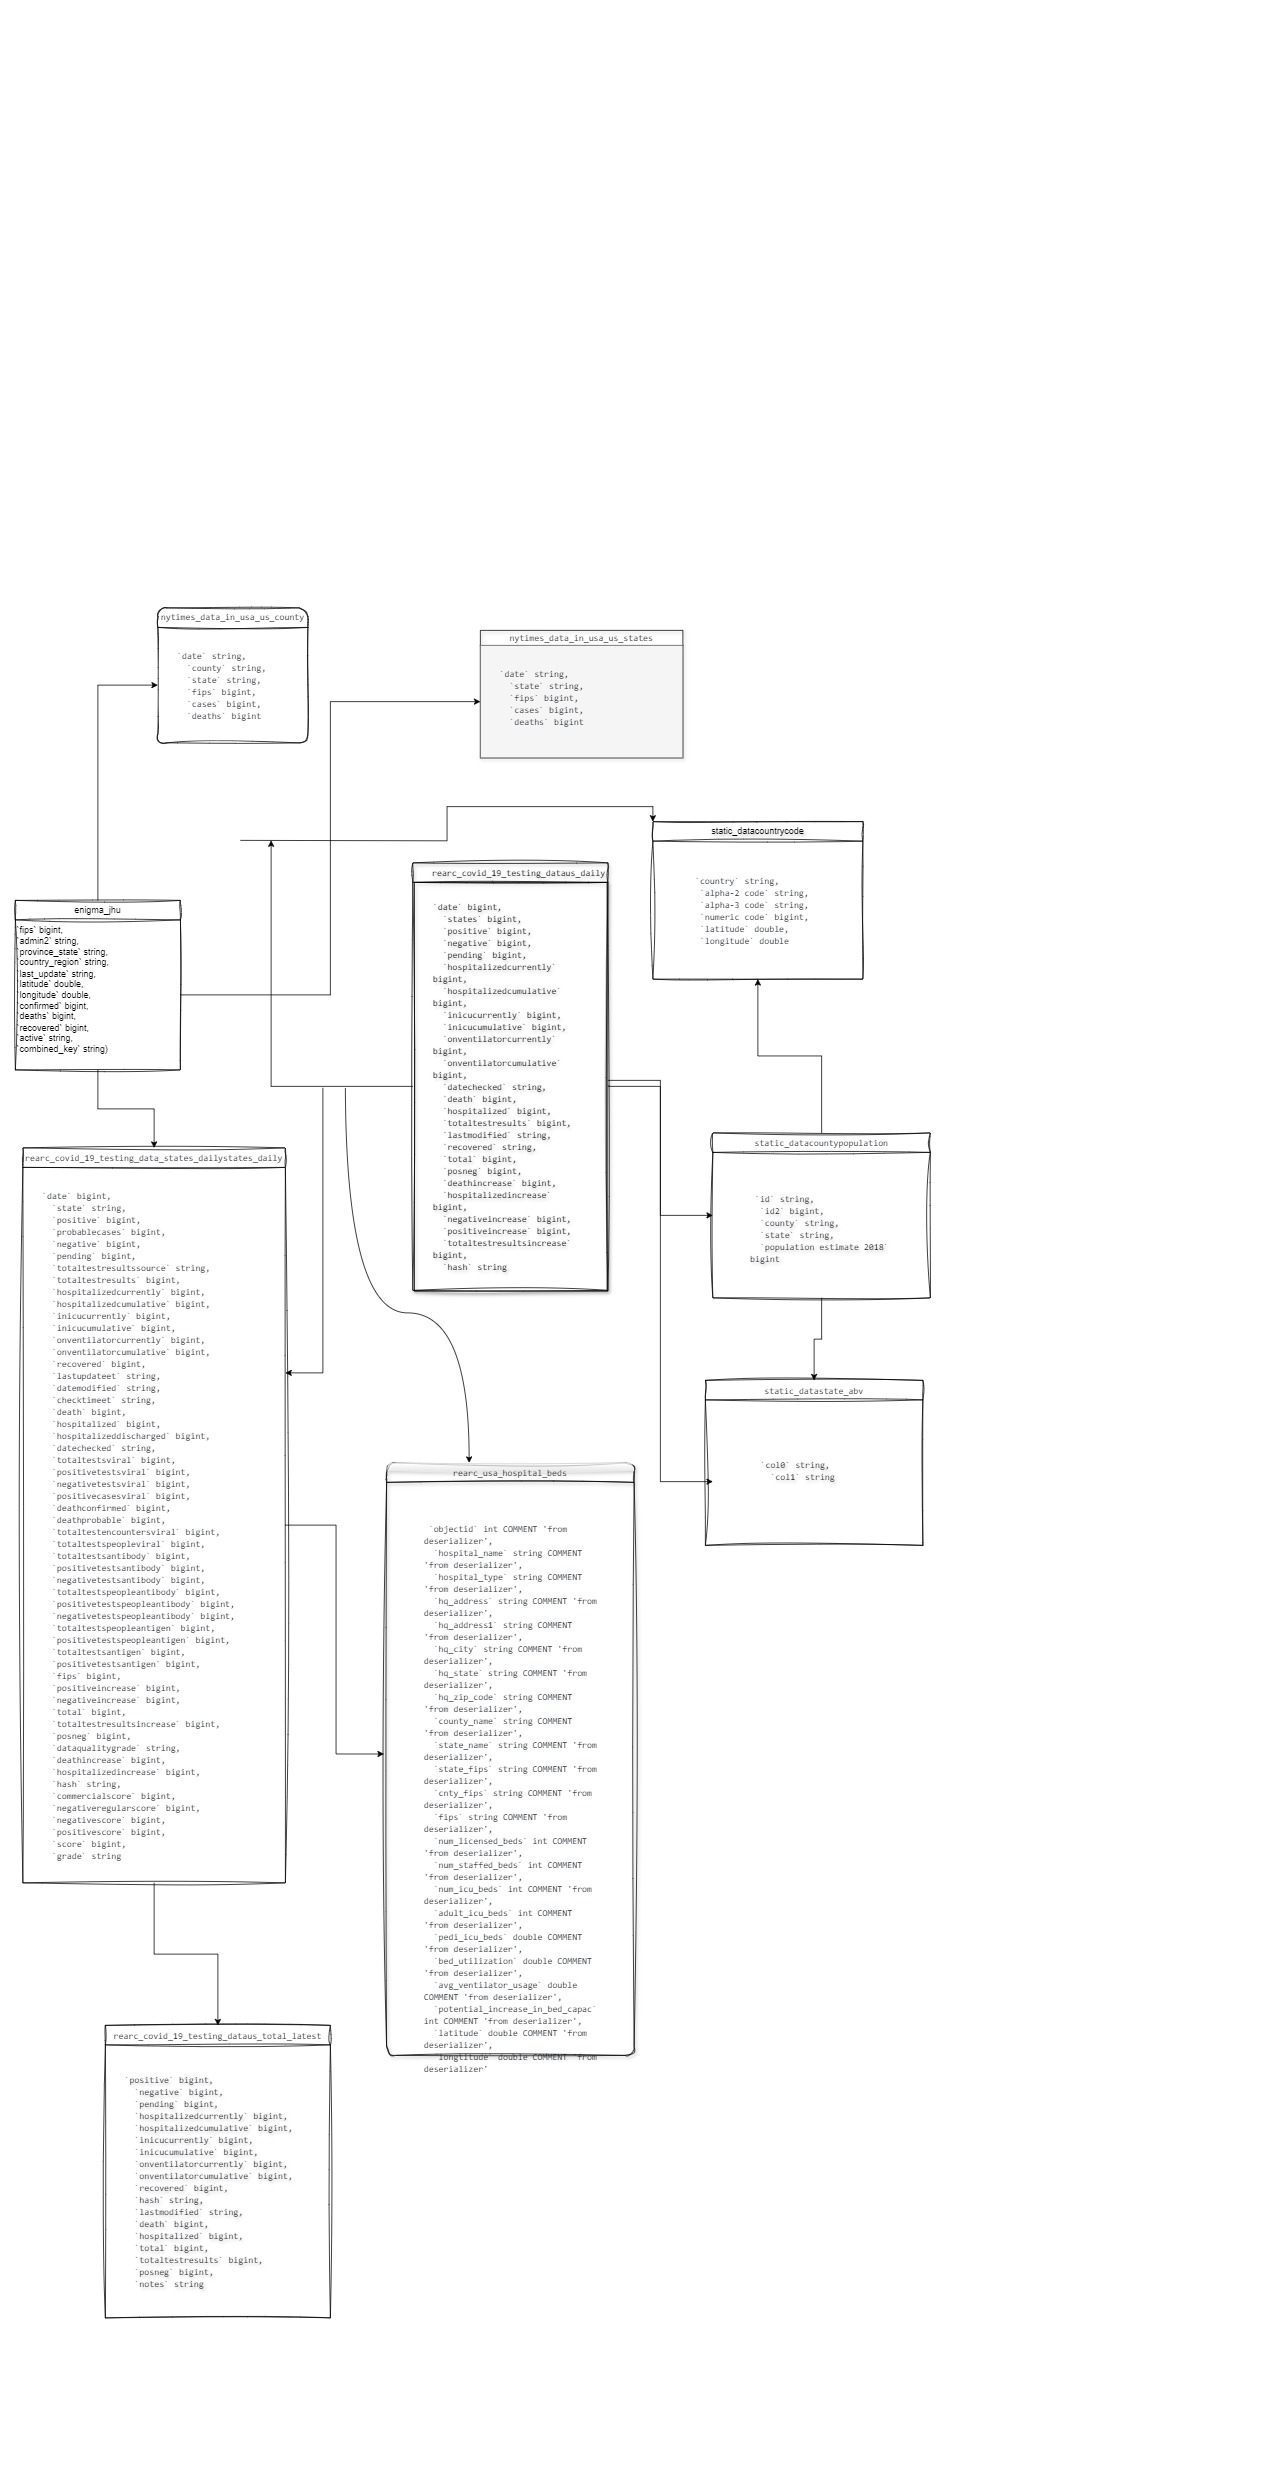 nytimes_data_in_usa_us_county
`date` string,
`county` string,
`state` string,
`fips` bigint,
`cases` bigint,
`deaths` bigint
nytimes_data_in_usa_us_states
`date` string,
`state` string,
`fips` bigint,
`cases` bigint,
`deaths` bigint
static_datacountrycode
`country` string,
`alpha-2 code` string,
`alpha-3 code` string,
`numeric code` bigint,
`latitude` double,
`longitude` double
rearc_covid_19_testing_dataus_daily
`date` bigint,
`states` bigint,
`positive` bigint,
`negative` bigint,
`pending` bigint,
`hospitalizedcurrently`
bigint,
`hospitalizedcumulative`
bigint,
`inicucurrently` bigint,
`inicucumulative` bigint,
`onventilatorcurrently`
bigint,
`onventilatorcumulative`
bigint,
`datechecked` string,
`death` bigint,
`hospitalized` bigint,
`totaltestresults` bigint,
`lastmodified` string,
`recovered` string,
`total` bigint,
`posneg` bigint,
`deathincrease` bigint,
`hospitalizedincrease`
bigint,
`negativeincrease` bigint,
`positiveincrease` bigint,
`totaltestresultsincrease`
bigint,
`hash` string
enigma_jhu
`fips` bigint,
`admin2` string,
`province_state` string,
`country_region` string,
`last_update` string,
`latitude` double,
`longitude` double,
`confirmed` bigint,
`deaths` bigint,
`recovered` bigint,
`active` string,
`combined_key` string)
static_datacountypopulation
`id` string,
`id2` bigint,
`county` string,
`state` string,
`population estimate 2018`
bigint
rearc_covid_19_testing_data_states_dailystates_daily
`date` bigint,
`state` string,
`positive` bigint,
`probablecases` bigint,
`negative` bigint,
`pending` bigint,
`totaltestresultssource` string,
`totaltestresults` bigint,
`hospitalizedcurrently` bigint,
`hospitalizedcumulative` bigint,
`inicucurrently` bigint,
`inicucumulative` bigint,
`onventilatorcurrently` bigint,
`onventilatorcumulative` bigint,
`recovered` bigint,
`lastupdateet` string,
`datemodified` string,
`checktimeet` string,
`death` bigint,
`hospitalized` bigint,
`hospitalizeddischarged` bigint,
`datechecked` string,
`totaltestsviral` bigint,
`positivetestsviral` bigint,
`negativetestsviral` bigint,
`positivecasesviral` bigint,
`deathconfirmed` bigint,
`deathprobable` bigint,
`totaltestencountersviral` bigint,
`totaltestspeopleviral` bigint,
`totaltestsantibody` bigint,
`positivetestsantibody` bigint,
`negativetestsantibody` bigint,
`totaltestspeopleantibody` bigint,
`positivetestspeopleantibody` bigint,
`negativetestspeopleantibody` bigint,
`totaltestspeopleantigen` bigint,
`positivetestspeopleantigen` bigint,
`totaltestsantigen` bigint,
`positivetestsantigen` bigint,
`fips` bigint,
`positiveincrease` bigint,
`negativeincrease` bigint,
`total` bigint,
`totaltestresultsincrease` bigint,
`posneg` bigint,
`dataqualitygrade` string,
`deathincrease` bigint,
`hospitalizedincrease` bigint,
`hash` string,
`commercialscore` bigint,
`negativeregularscore` bigint,
`negativescore` bigint,
`positivescore` bigint,
`score` bigint,
`grade` string
static_datastate_abv
`col0` string,
`col1` string
rearc_usa_hospital_beds
`objectid` int COMMENT 'from
deserializer',
`hospital_name` string COMMENT
'from deserializer',
`hospital_type` string COMMENT
'from deserializer',
`hq_address` string COMMENT 'from
deserializer',
`hq_address1` string COMMENT
'from deserializer',
`hq_city` string COMMENT 'from
deserializer',
`hq_state` string COMMENT 'from
deserializer',
`hq_zip_code` string COMMENT
'from deserializer',
`county_name` string COMMENT
'from deserializer',
`state_name` string COMMENT 'from
deserializer',
`state_fips` string COMMENT 'from
deserializer',
`cnty_fips` string COMMENT 'from
deserializer',
`fips` string COMMENT 'from
deserializer',
`num_licensed_beds` int COMMENT
'from deserializer',
`num_staffed_beds` int COMMENT
'from deserializer',
`num_icu_beds` int COMMENT 'from
deserializer',
`adult_icu_beds` int COMMENT
'from deserializer',
`pedi_icu_beds` double COMMENT
'from deserializer',
`bed_utilization` double COMMENT
'from deserializer',
`avg_ventilator_usage` double
COMMENT 'from deserializer',
`potential_increase_in_bed_capac`
int COMMENT 'from deserializer',
`latitude` double COMMENT 'from
deserializer',
`longtitude` double COMMENT 'from
deserializer'
rearc_covid_19_testing_dataus_total_latest
`positive` bigint,
`negative` bigint,
`pending` bigint,
`hospitalizedcurrently` bigint,
`hospitalizedcumulative` bigint,
`inicucurrently` bigint,
`inicucumulative` bigint,
`onventilatorcurrently` bigint,
`onventilatorcumulative` bigint,
`recovered` bigint,
`hash` string,
`lastmodified` string,
`death` bigint,
`hospitalized` bigint,
`total` bigint,
`totaltestresults` bigint,
`posneg` bigint,
`notes` string